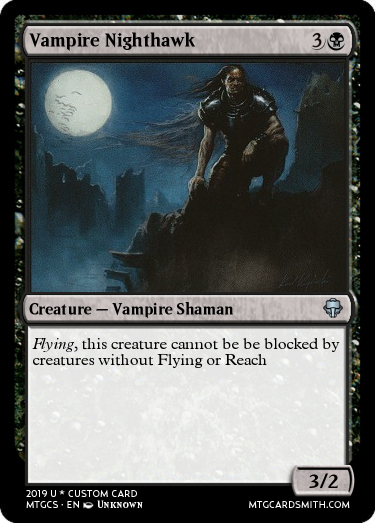 Vampire Nighthawk 3
Creature — Vampire Shaman
Flying, this creature cannot be be blocked by
creatures without Flying or Reach
3/2
2019 U * CUSTOM CARD
MTGCS · EN UNKNOWN
MTGCARDSMITH.COM